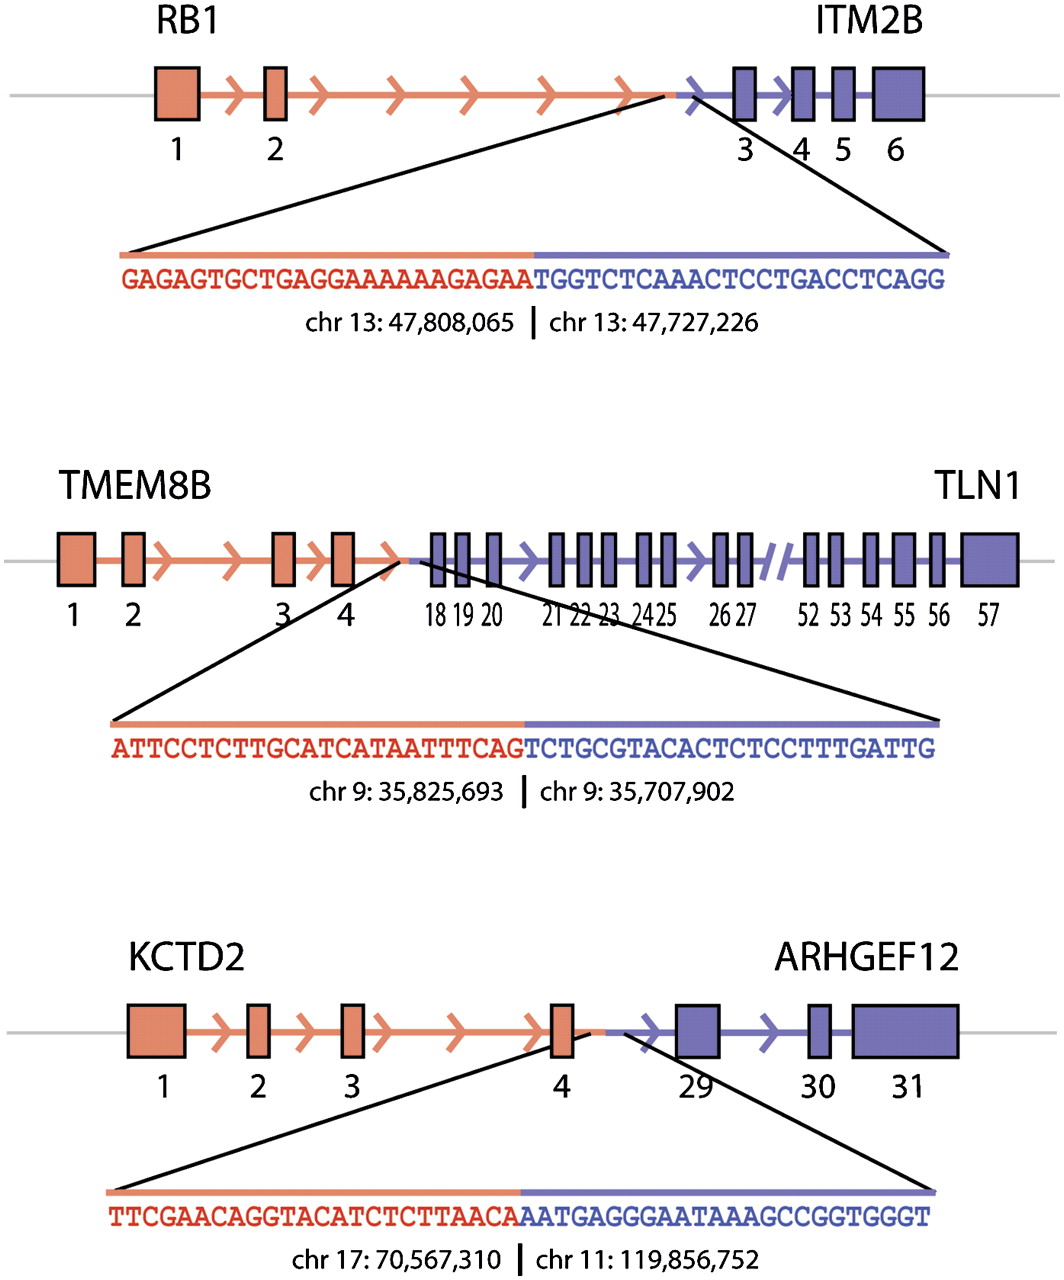 RB1 ITM2B
1 2 3 4 5 6
GAGAGTGCTGAGGAAAAAAAGAGAATGGTCTCAAACTCCTGACCTCAGG
chr 13: 47,808,065 | chr 13: 47,727,226
TMEM8B TLN1
1 2 3 4 18 19 20 21 22 23 24 25 26 27 52 53 54 55 56 57
ATTCCTCTTGCATCATAATTTCAGTCTGCGTACACTCTCCTTTGATTG
chr 9: 35,825,693 | chr 9: 35,707,902
KCTD2 ARHGEF12
1 2 3 4 29 30 31
TTCGAACAGGTACATCTCTTAACAAATGAGGGAATAAAGCCGGTGGGT
chr 17: 70,567,310 | chr 11: 119,856,752